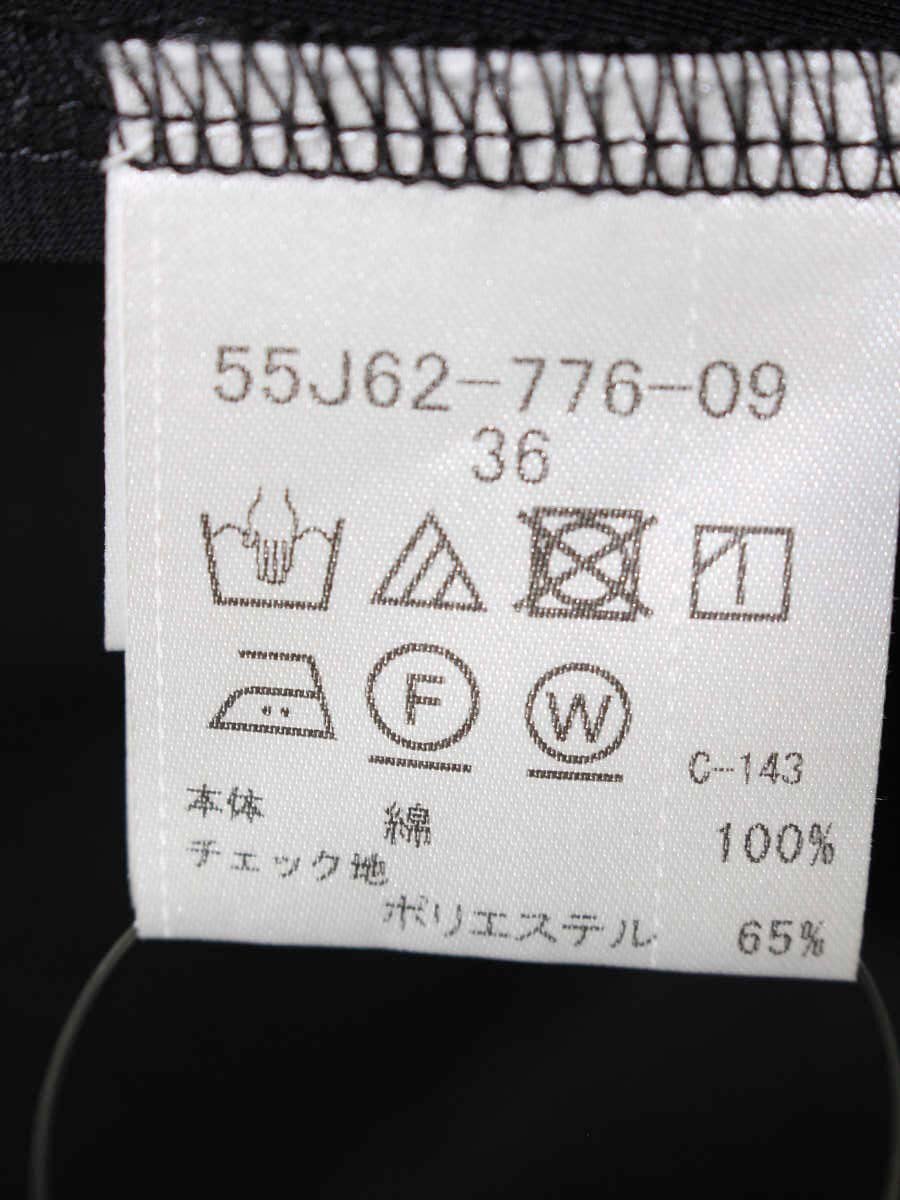 55J62-776-09
36
F W
C-143
本体 綿 100%
チェック地
ポリエステル 65%